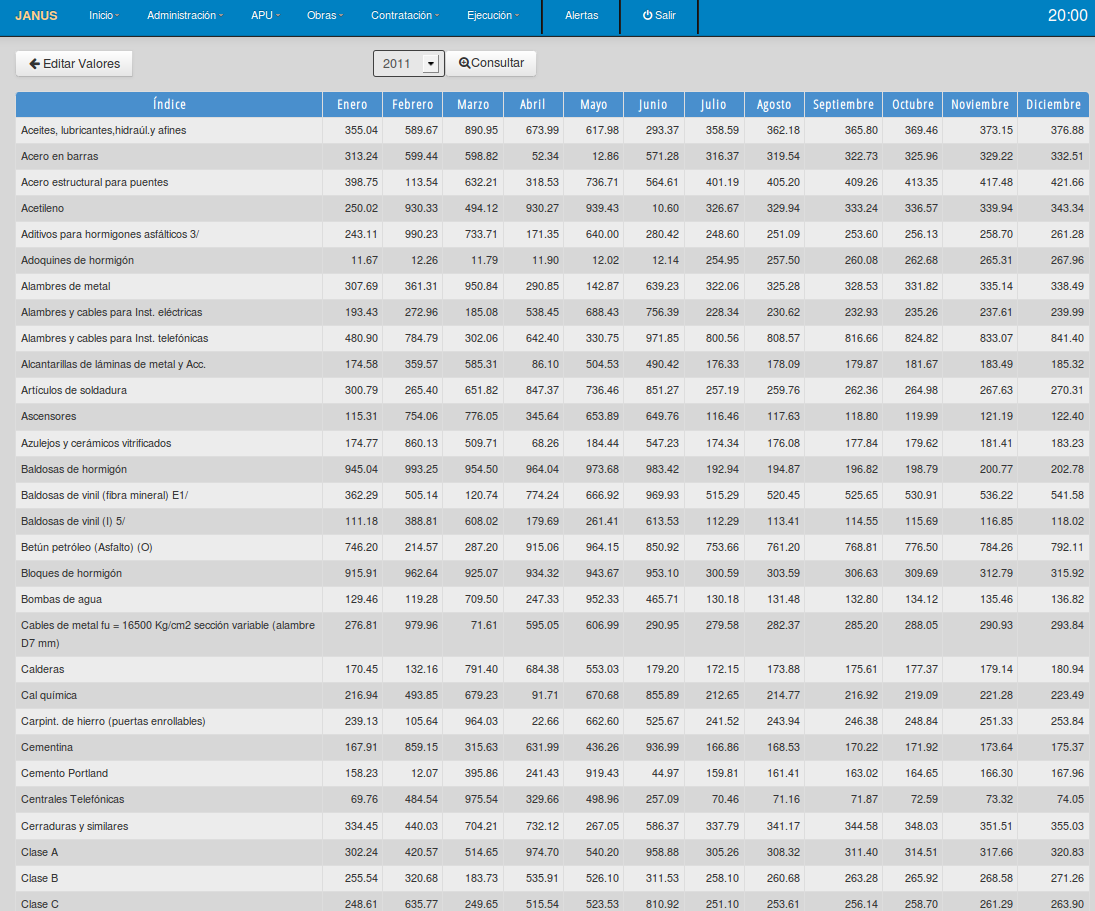 JANUS Inicio Administración APU Obras Contratación Ejecución Alertas Salir 20:00
Editar Valores 2011 Consultar
Índice Enero Febrero Marzo Abril Mayo Junio Julio Agosto Septiembre Octubre Noviembre Diciembre
Aceites, lubricantes,hidraúl.y afines 355.04 589.67 890.95 673.99 617.98 293.37 358.59 362.18 365.80 369.46 373.15 376.88
Acero en barras 313.24 599.44 598.82 52.34 12.86 571.28 316.37 319.54 322.73 325.96 329.22 332.51
Acero estructural para puentes 398.75 113.54 632.21 318.53 736.71 564.61 401.19 405.20 409.26 413.35 417.48 421.66
Acetileno 250.02 930.33 494.12 930.27 939.43 10.60 326.67 329.94 333.24 336.57 339.94 343.34
Aditivos para hormigones asfálticos 3/ 243.11 990.23 733.71 171.35 640.00 280.42 248.60 251.09 253.60 256.13 258.70 261.28
Adoquines de hormigón 11.67 12.26 11.79 11.90 12.02 12.14 254.95 257.50 260.08 262.68 265.31 267.96
Alambres de metal 307.69 361.31 950.84 290.85 142.87 639.23 322.06 325.28 328.53 331.82 335.14 338.49
Alambres y cables para Inst. eléctricas 193.43 272.96 185.08 538.45 688.43 756.39 228.34 230.62 232.93 235.26 237.61 239.99
Alambres y cables para Inst. telefónicas 480.90 784.79 302.06 642.40 330.75 971.85 800.56 808.57 816.66 824.82 833.07 841.40
Alcantarillas de láminas de metal y Acc. 174.58 359.57 585.31 86.10 504.53 490.42 176.33 178.09 179.87 181.67 183.49 185.32
Artículos de soldadura 300.79 265.40 651.82 847.37 736.46 851.27 257.19 259.76 262.36 264.98 267.63 270.31
Ascensores 115.31 754.06 776.05 345.64 653.89 649.76 116.46 117.63 118.80 119.99 121.19 122.40
Azulejos y cerámicos vitrificados 174.77 860.13 509.71 68.26 184.44 547.23 174.34 176.08 177.84 179.62 181.41 183.23
Baldosas de hormigón 945.04 993.25 954.50 964.04 973.68 983.42 192.94 194.87 196.82 198.79 200.77 202.78
Baldosas de vinil (fibra mineral) E1/ 362.29 505.14 120.74 774.24 666.92 969.93 515.29 520.45 525.65 530.91 536.22 541.58
Baldosas de vinil (I) 5/ 111.18 388.81 608.02 179.69 261.41 613.53 112.29 113.41 114.55 115.69 116.85 118.02
Betún petróleo (Asfalto) (O) 746.20 214.57 287.20 915.06 964.15 850.92 753.66 761.20 768.81 776.50 784.26 792.11
Bloques de hormigón 915.91 962.64 925.07 934.32 943.67 953.10 300.59 303.59 306.63 309.69 312.79 315.92
Bombas de agua 129.46 119.28 709.50 247.33 952.33 465.71 130.18 131.48 132.80 134.12 135.46 136.82
Cables de metal fu = 16500 Kg/cm2 sección variable (alambre 276.81 979.96 71.61 595.05 606.99 290.95 279.58 282.37 285.20 288.05 290.93 293.84
D7 mm)
Calderas 170.45 132.16 791.40 684.38 553.03 179.20 172.15 173.88 175.61 177.37 179.14 180.94
Cal química 216.94 493.85 679.23 91.71 670.68 855.89 212.65 214.77 216.92 219.09 221.28 223.49
Carpint. de hierro (puertas enrollables) 239.13 105.64 964.03 22.66 662.60 525.67 241.52 243.94 246.38 248.84 251.33 253.84
Cementina 167.91 859.15 315.63 631.99 436.26 936.99 166.86 168.53 170.22 171.92 173.64 175.37
Cemento Portland 158.23 12.07 395.86 241.43 919.43 44.97 159.81 161.41 163.02 164.65 166.30 167.96
Centrales Telefónicas 69.76 484.54 975.54 329.66 498.96 257.09 70.46 71.16 71.87 72.59 73.32 74.05
Cerraduras y similares 334.45 440.03 704.21 732.12 267.05 586.37 337.79 341.17 344.58 348.03 351.51 355.03
Clase A 302.24 420.57 514.65 974.70 540.20 958.88 305.26 308.32 311.40 314.51 317.66 320.83
Clase B 255.54 320.68 183.73 535.91 526.10 311.53 258.10 260.68 263.28 265.92 268.58 271.26
Clase C 248.61 635.77 249.65 515.54 523.53 810.92 251.10 253.61 256.14 258.70 261.29 263.90